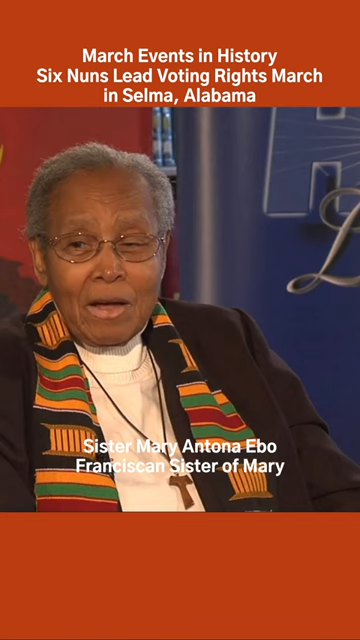 March Events in History
Six Nuns Lead Voting Rights March
in Selma, Alabama
Sister Mary Antona Ebo
Franciscan Sister of Mary